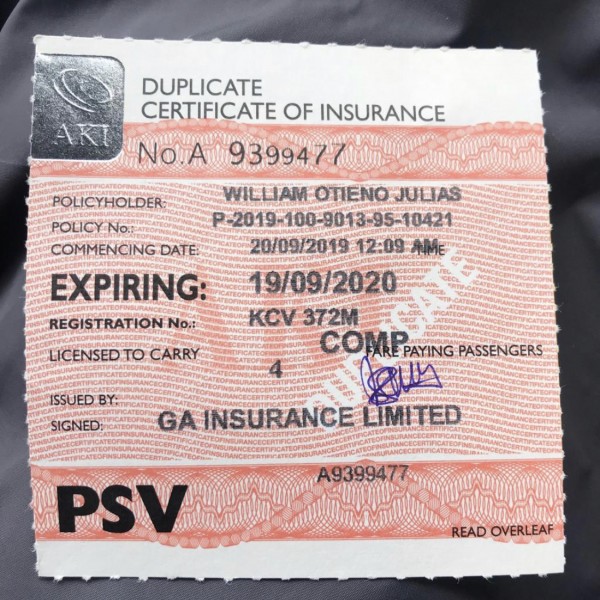 AKI
DUPLICATE
CERTIFICATE OF INSURANCE
No. A 9399477
POLICYHOLDER: WILLIAM OTIENO JULIAS
POLICY No.: P-2019-100-9013-95-10421
COMMENCING DATE: 20/09/2019 12:09 AM TIME
EXPIRING: 19/09/2020
REGISTRATION No.: KCV 372M
COMP
LICENSED TO CARRY 4 FARE PAYING PASSENGERS
ISSUED BY:
SIGNED: GA INSURANCE LIMITED
DUPLICATE
A9399477
PSV
READ OVERLEAF